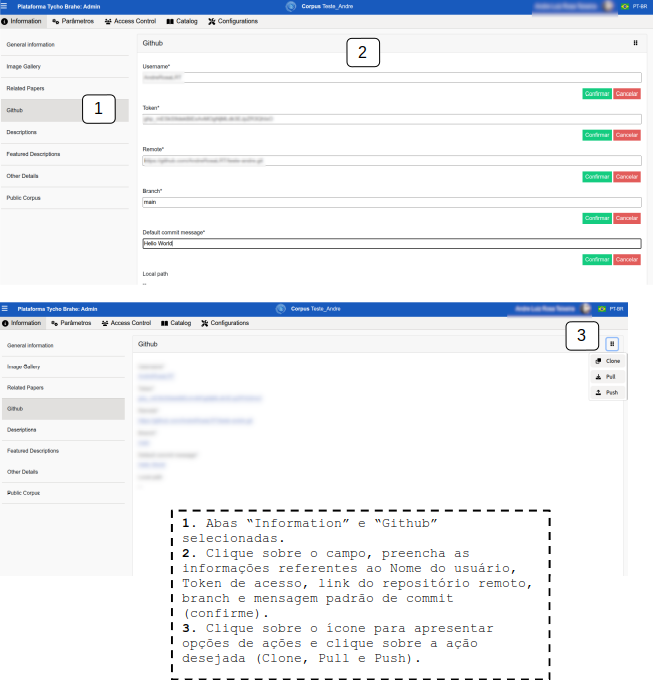 Plataforma Tycho Brahe: Admin
Corpus Teste_Andre
PT-BR
Information
Parâmetros
Access Control
Catalog
Configurations
General information
Image Gallery
Related Papers
Github
Descriptions
Featured Descriptions
Other Details
Public Corpus
1
Github
2
Username*
Confirmar Cancelar
Token*
Confirmar Cancelar
Remote*
Confirmar Cancelar
Branch*
main
Confirmar Cancelar
Default commit message*
Hello World
Confirmar Cancelar
Local path
Plataforma Tycho Brahe: Admin
Corpus Teste_Andre
PT-BR
Information
Parâmetros
Access Control
Catalog
Configurations
General information
Image Gallery
Related Papers
Github
Descriptions
Featured Descriptions
Other Details
Public Corpus
Github
3
Clone
Pull
Push
1. Abas “Information” e “Github”
selecionadas.
2. Clique sobre o campo, preencha as
informações referentes ao Nome do usuário,
Token de acesso, link do repositório remoto,
branch e mensagem padrão de commit
(confirme).
3. Clique sobre o ícone para apresentar
opções de ações e clique sobre a ação
desejada (Clone, Pull e Push).